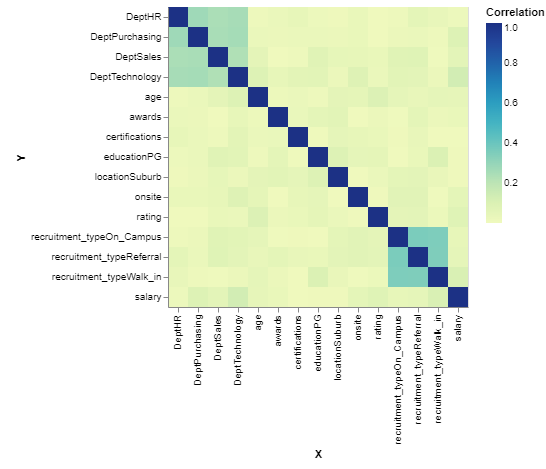 Correlation
1.0
0.8
0.6
0.4
0.2
Y
DeptHR
DeptPurchasing
DeptSales
DeptTechnology
age
awards
certifications
educationPG
locationSuburb
onsite
rating
recruitment_typeOn_Campus
recruitment_typeReferral
recruitment_typeWalk_in
salary
DeptHR
DeptPurchasing
DeptSales
DeptTechnology
age
awards
certifications
educationPG
locationSuburb
onsite
rating
recruitment_typeOn_Campus
recruitment_typeReferral
recruitment_typeWalk_in
salary
X